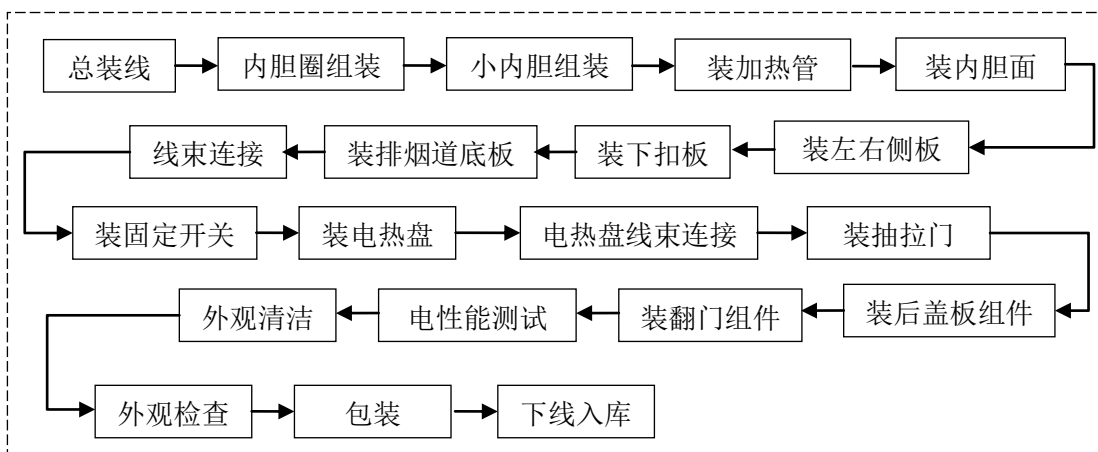 总装线 内胆圈组装 小内胆组装 装加热管 装内胆面
线束连接 装排烟道底板 装下扣板 装左右侧板
装固定开关 装电热盘 电热盘线束连接 装抽拉门
外观清洁 电性能测试 装翻门组件 装后盖板组件
外观检查 包装 下线入库